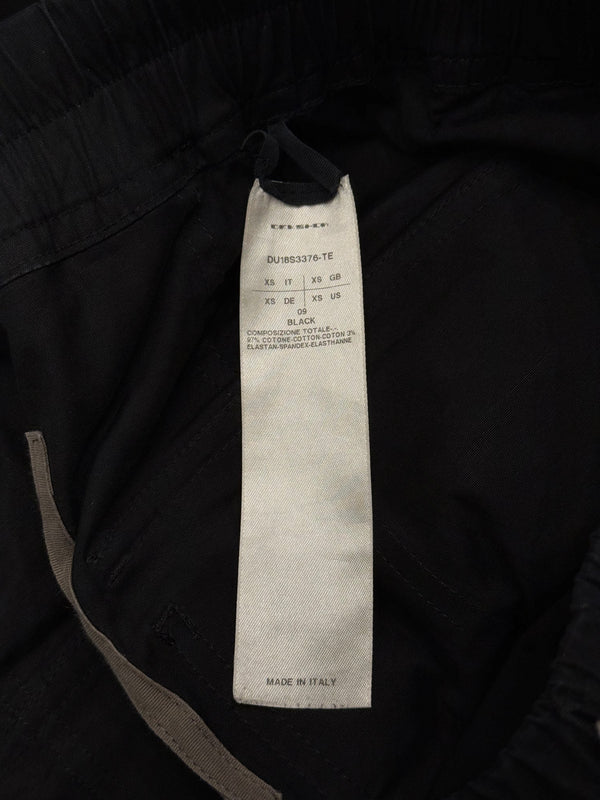 DRKSHDW
DU18S3376-TE
XS IT XS GB
XS DE XS US
09
BLACK
COMPOSIZIONE TOTALE-.
97% COTONE-COTTON-COTON 3%
ELASTAN-SPANDEX-ELASTHANNE
MADE IN ITALY